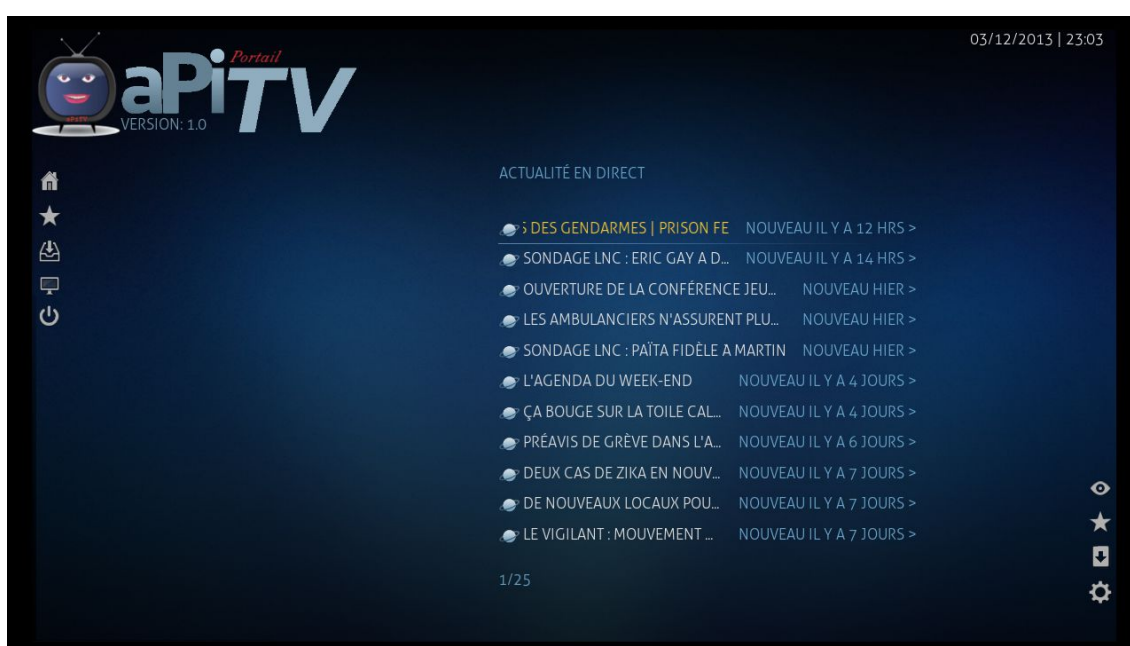 03/12/2013 | 23:03
Portail
aPiTV
aPiTV
VERSION: 1.0
ACTUALITÉ EN DIRECT
S DES GENDARMES | PRISON FE NOUVEAU IL Y A 12 HRS >
SONDAGE LNC : ERIC GAY A D... NOUVEAU IL Y A 14 HRS >
OUVERTURE DE LA CONFÉRENCE JEU... NOUVEAU HIER >
LES AMBULANCIERS N'ASSURENT PLU... NOUVEAU HIER >
SONDAGE LNC : PAÏTA FIDÈLE A MARTIN NOUVEAU HIER >
L'AGENDA DU WEEK-END NOUVEAU IL Y A 4 JOURS >
ÇA BOUGE SUR LA TOILE CAL... NOUVEAU IL Y A 4 JOURS >
PRÉAVIS DE GRÈVE DANS L'A... NOUVEAU IL Y A 6 JOURS >
DEUX CAS DE ZIKA EN NOUV... NOUVEAU IL Y A 7 JOURS >
DE NOUVEAUX LOCAUX POU... NOUVEAU IL Y A 7 JOURS >
LE VIGILANT : MOUVEMENT ... NOUVEAU IL Y A 7 JOURS >
1/25